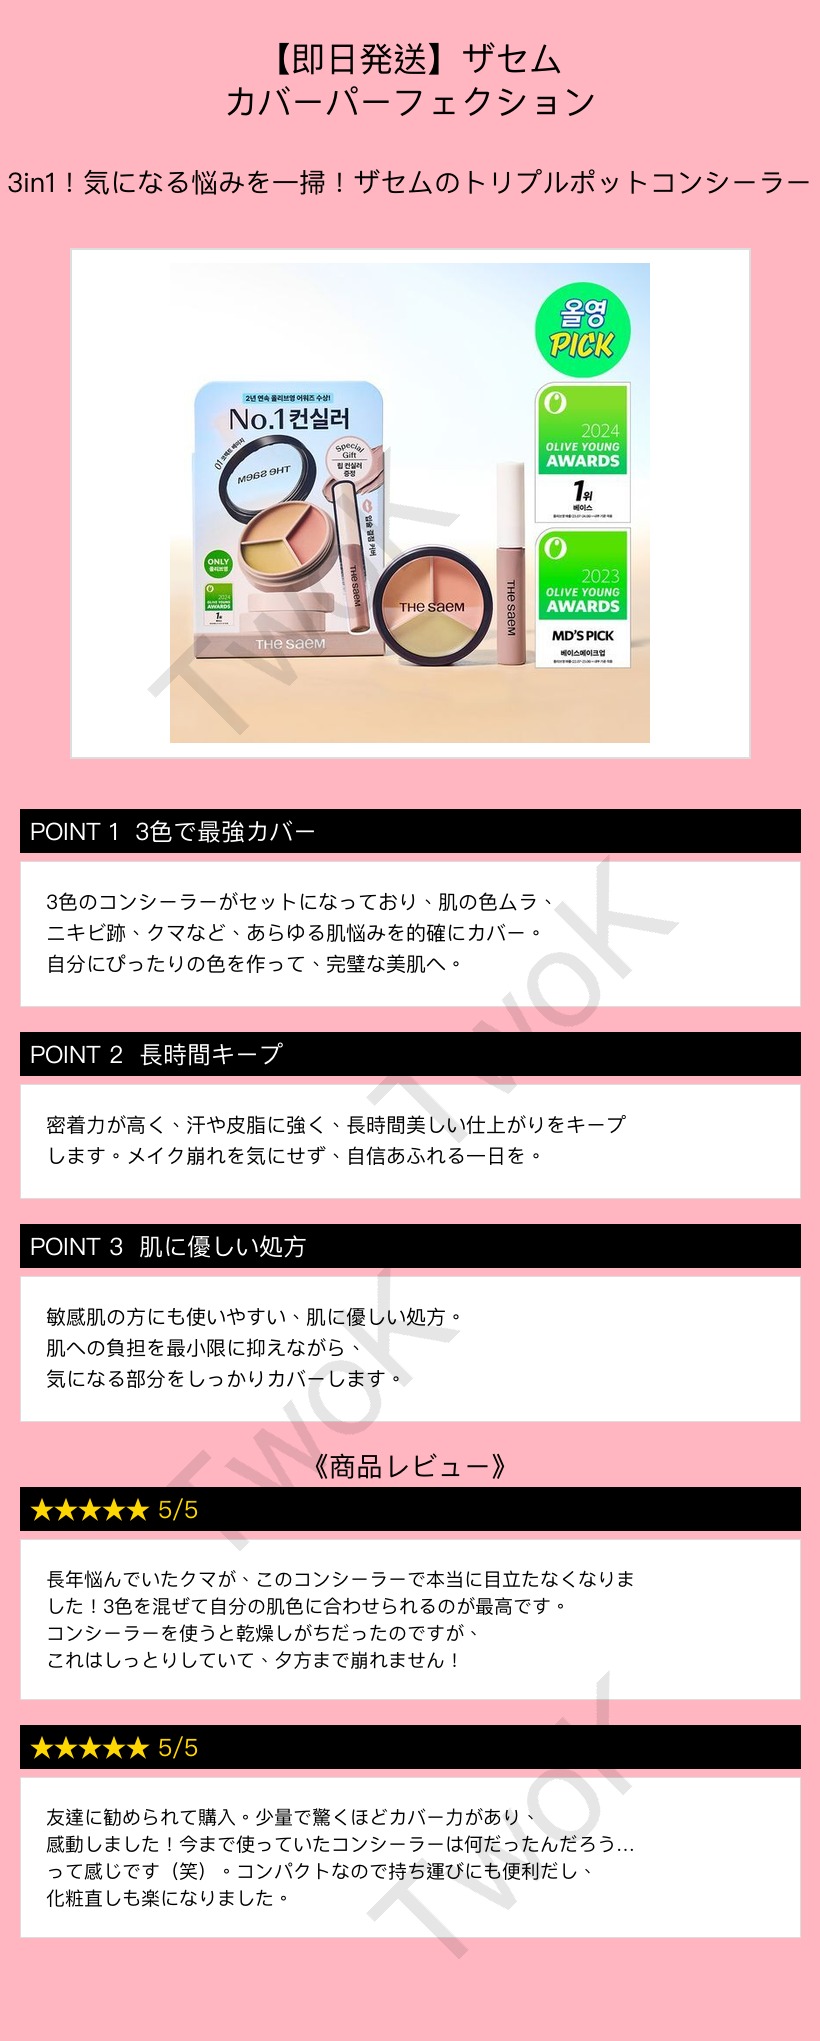 【即日発送】ザセム
カバーパーフェクション
3in1！気になる悩みを一掃！ザセムのトリプルポットコンシーラー
올영
PICK
2024
OLIVE YOUNG
AWARDS
1위
베이스
2023
OLIVE YOUNG
AWARDS
MD'S PICK
베이스메이크업
2년 연속 올리브영 어워즈 수상!
No.1 컨실러
Special
Gift
립 컨실러
증정
THE SAEM
ONLY
올리브영
2024
OLIVE YOUNG
AWARDS
1위
THE SAEM
THE SAEM
THE SAEM
THE SAEM
TwoK
POINT 1 3色で最強カバー
3色のコンシーラーがセットになっており、肌の色ムラ、
ニキビ跡、クマなど、あらゆる肌悩みを的確にカバー。
自分にぴったりの色を作って、完璧な美肌へ。
TwoK
POINT 2 長時間キープ
密着力が高く、汗や皮脂に強く、長時間美しい仕上がりをキープ
します。メイク崩れを気にせず、自信あふれる一日を。
POINT 3 肌に優しい処方
敏感肌の方にも使いやすい、肌に優しい処方。
肌への負担を最小限に抑えながら、
気になる部分をしっかりカバーします。
TwoK
《商品レビュー》
★★★★★ 5/5
長年悩んでいたクマが、このコンシーラーで本当に目立たなくなりま
した！3色を混ぜて自分の肌色に合わせられるのが最高です。
コンシーラーを使うと乾燥しがちだったのですが、
これはしっとりしていて、夕方まで崩れません！
★★★★★ 5/5
友達に勧められて購入。少量で驚くほどカバー力があり、
感動しました！今まで使っていたコンシーラーは何だったんだろう…
って感じです（笑）。コンパクトなので持ち運びにも便利だし、
化粧直しも楽になりました。
TwoK